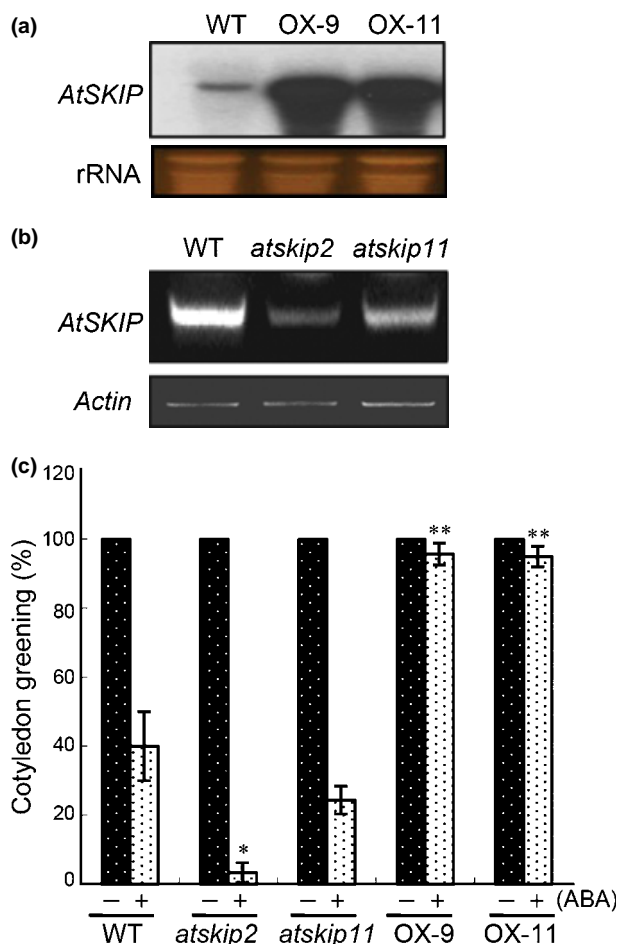 (a)
WT OX-9 OX-11
AtSKIP
rRNA
(b)
WT atskip2 atskip11
AtSKIP
Actin
(c)
120
100
80
60
40
20
0
Cotyledon greening (%)
* ** **
− + − + − + − + − + (ABA)
WT atskip2 atskip11 OX-9 OX-11